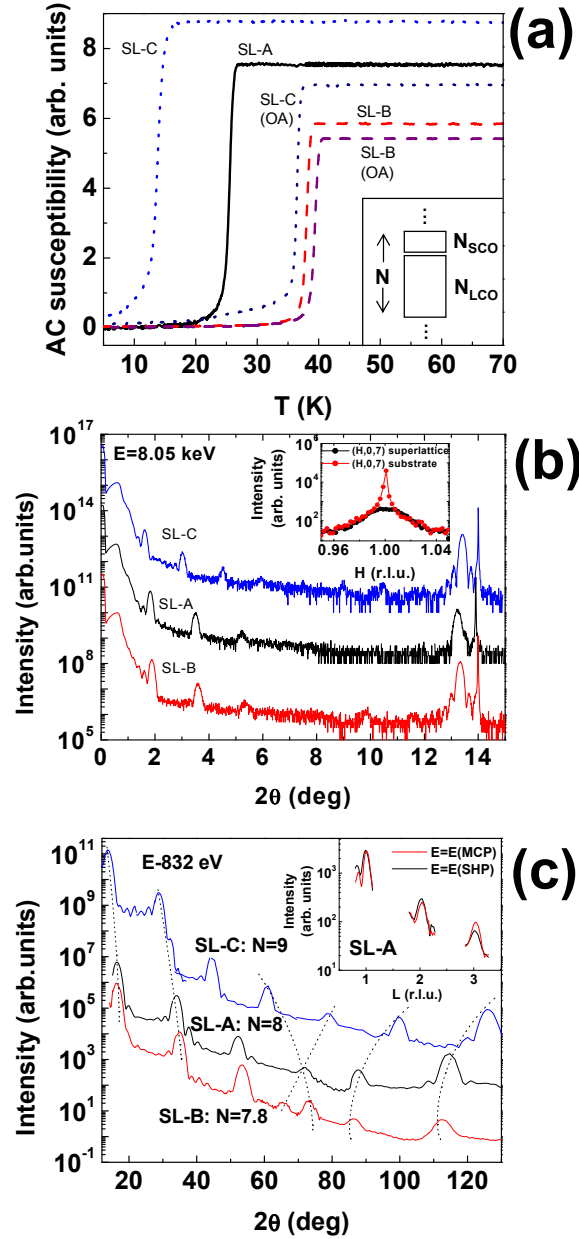 (a)
AC susceptibility (arb. units)
8
6
4
2
0
SL-C
SL-A
SL-C
(OA)
SL-B
SL-B
(OA)
⋮
N
N_SCO
N_LCO
⋮
10 20 30 40 50 60 70
T (K)
(b)
Intensity (arb.units)
10^17
10^14
10^11
10^8
10^5
E=8.05 keV
SL-C
SL-A
SL-B
Intensity
(arb. units)
10^6
10^4
10^2
(H,0,7) superlattice
(H,0,7) substrate
0.96 1.00 1.04
H (r.l.u.)
0 2 4 6 8 10 12 14
2θ (deg)
(c)
Intensity (arb.units)
10^11
10^9
10^7
10^5
10^3
10^1
10^-1
E-832 eV
SL-C: N=9
SL-A: N=8
SL-B: N=7.8
Intensity
(arb. units)
10^3
10^2
10^1
E=E(MCP)
E=E(SHP)
SL-A
1 2 3
L (r.l.u.)
20 40 60 80 100 120
2θ (deg)